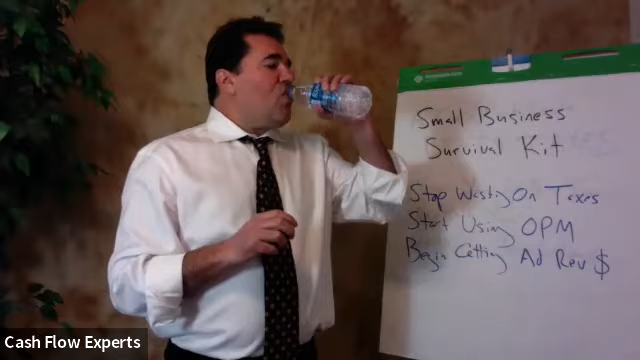 Small Business
Survival Kit
Stop Wasting On Taxes
Start Using OPM
Begin Getting Ad Rev $
Cash Flow Experts